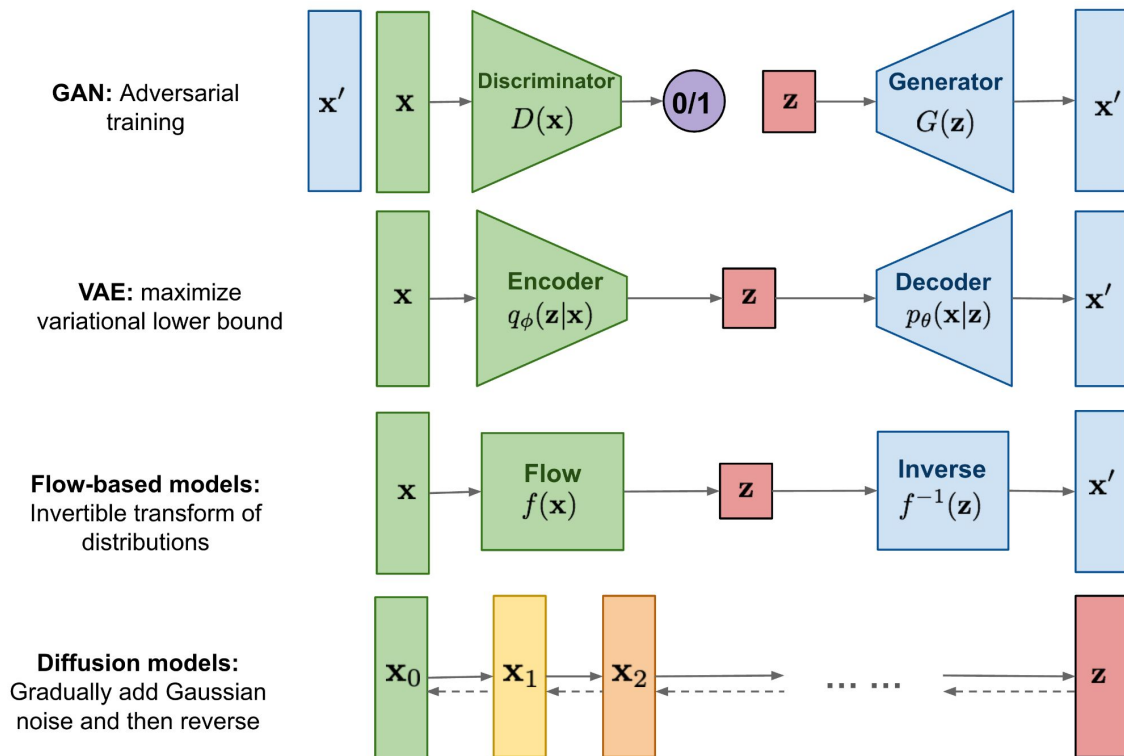 GAN: Adversarial
training
x′
x
Discriminator
D(x)
0/1
z
Generator
G(z)
x′
VAE: maximize
variational lower bound
x
Encoder
qϕ(z|x)
z
Decoder
pθ(x|z)
x′
Flow-based models:
Invertible transform of
distributions
x
Flow
f(x)
z
Inverse
f⁻¹(z)
x′
Diffusion models:
Gradually add Gaussian
noise and then reverse
x₀
x₁
x₂
... ...
z